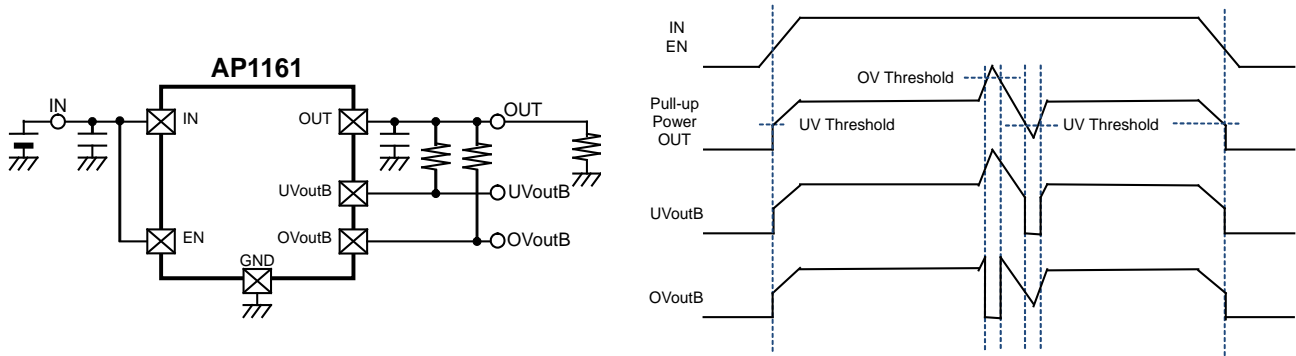 AP1161
IN
IN
OUT
OUT
UVoutB
UVoutB
EN
OVoutB
OVoutB
GND
IN
EN
OV Threshold
Pull-up
Power
OUT
UV Threshold
UV Threshold
UVoutB
OVoutB